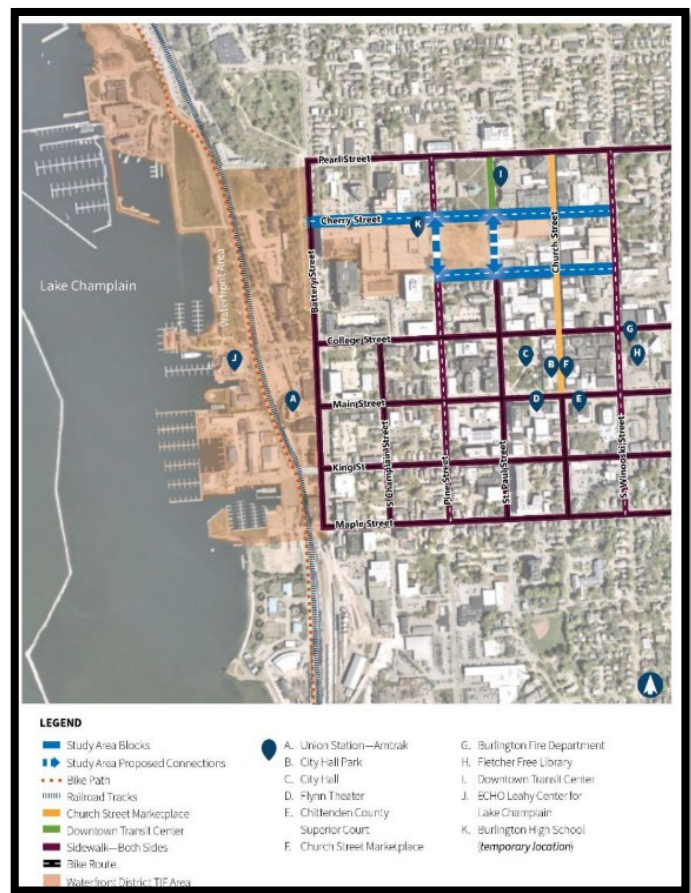 Pearl Street
I
Cherry Street
K
Church Street
Battery Street
Waterfront Area
Lake Champlain
College Street
G
J
C
B
F
H
A
Main Street
D
E
S Champlain Street
Pine Street
St. Paul Street
S Winooski Street
King St
Maple Street
LEGEND
Study Area Blocks
Study Area Proposed Connections
Bike Path
Railroad Tracks
Church Street Marketplace
Downtown Transit Center
Sidewalk—Both Sides
Bike Route
Waterfront District TIF Area
A. Union Station—Amtrak
B. City Hall Park
C. City Hall
D. Flynn Theater
E. Chittenden County
Superior Court
F. Church Street Marketplace
G. Burlington Fire Department
H. Fletcher Free Library
I. Downtown Transit Center
J. ECHO Leahy Center for
Lake Champlain
K. Burlington High School
(temporary location)